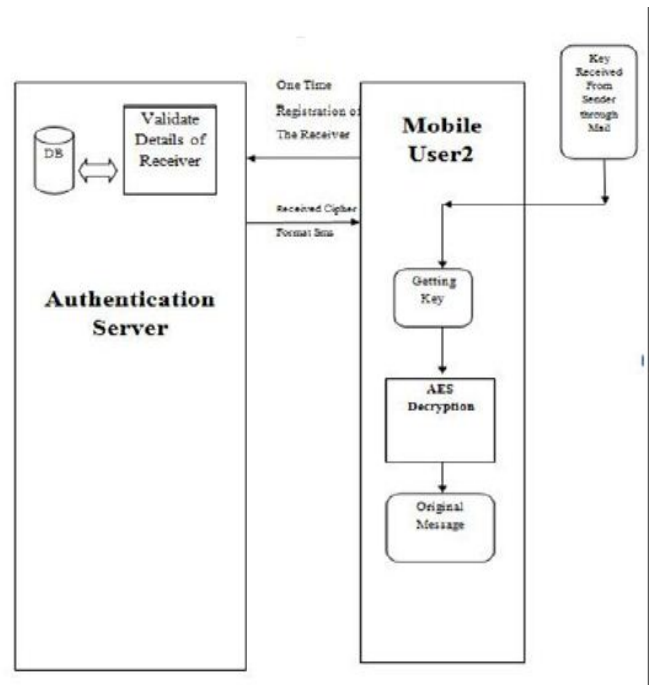 DB
Validate
Details of
Receiver
Authentication
Server
One Time
Registration of
The Receiver
Received Cipher
Format Sms
Mobile
User2
Key
Received
From
Sender
through
Mail
Getting
Key
AES
Decryption
Original
Message